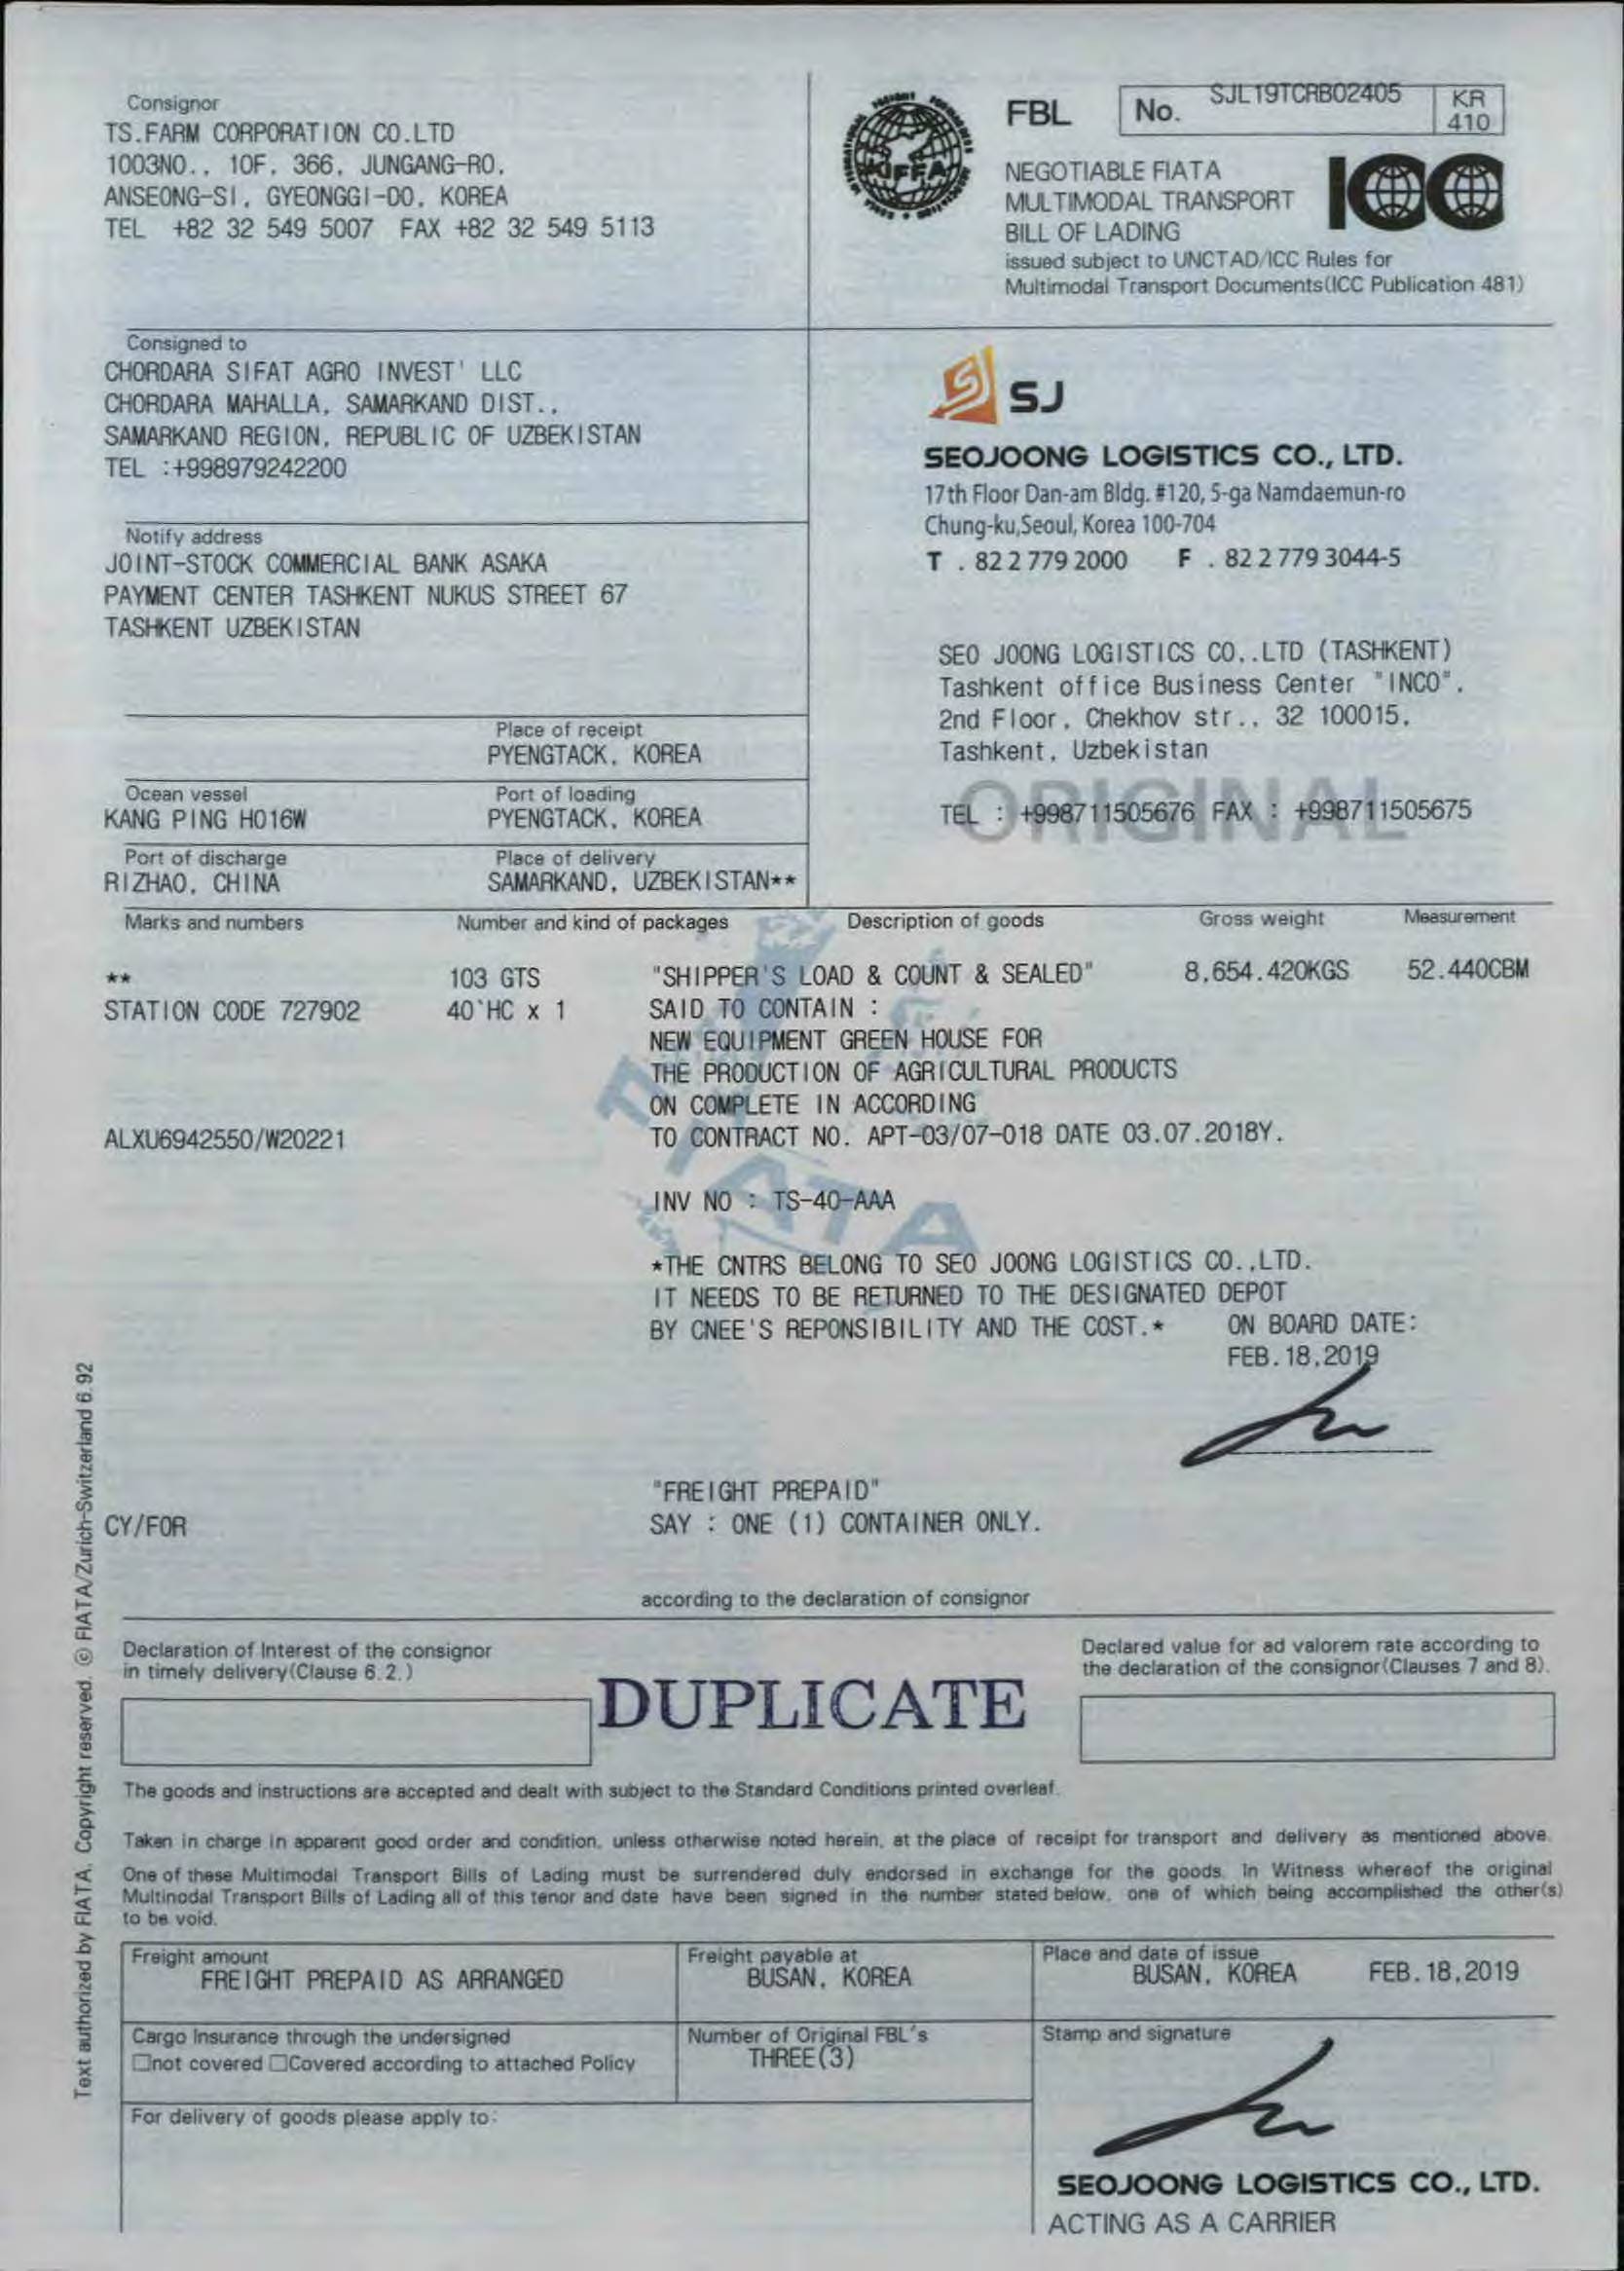 Consignor
TS.FARM CORPORATION CO.LTD
1003NO., 10F, 366, JUNGANG-RO,
ANSEONG-SI, GYEONGGI-DO, KOREA
TEL +82 32 549 5007 FAX +82 32 549 5113
KIFFA
FBL
No. SJL19TCRB02405
KR
410
NEGOTIABLE FIATA
MULTIMODAL TRANSPORT
BILL OF LADING
ICC
issued subject to UNCTAD/ICC Rules for
Multimodal Transport Documents(ICC Publication 481)
Consigned to
CHORDARA SIFAT AGRO INVEST' LLC
CHORDARA MAHALLA, SAMARKAND DIST.,
SAMARKAND REGION, REPUBLIC OF UZBEKISTAN
TEL :+998979242200
SJ
SEOJOONG LOGISTICS CO., LTD.
17th Floor Dan-am Bldg. #120, 5-ga Namdaemun-ro
Chung-ku,Seoul, Korea 100-704
T . 82 2 779 2000 F . 82 2 779 3044-5
Notify address
JOINT-STOCK COMMERCIAL BANK ASAKA
PAYMENT CENTER TASHKENT NUKUS STREET 67
TASHKENT UZBEKISTAN
SEO JOONG LOGISTICS CO,.LTD (TASHKENT)
Tashkent office Business Center "INCO",
2nd Floor, Chekhov str., 32 100015,
Tashkent, Uzbekistan
ORIGINAL
TEL : +998711505676 FAX : +998711505675
Place of receipt
PYENGTACK, KOREA
Ocean vessel
KANG PING H016W
Port of loading
PYENGTACK, KOREA
Port of discharge
RIZHAO, CHINA
Place of delivery
SAMARKAND, UZBEKISTAN**
Marks and numbers Number and kind of packages Description of goods Gross weight Measurement
** 103 GTS "SHIPPER'S LOAD & COUNT & SEALED" 8,654.420KGS 52.440CBM
STATION CODE 727902 40`HC x 1 SAID TO CONTAIN :
NEW EQUIPMENT GREEN HOUSE FOR
THE PRODUCTION OF AGRICULTURAL PRODUCTS
ON COMPLETE IN ACCORDING
ALXU6942550/W20221 TO CONTRACT NO. APT-03/07-018 DATE 03.07.2018Y.
INV NO : TS-40-AAA
FIATA
*THE CNTRS BELONG TO SEO JOONG LOGISTICS CO.,LTD.
IT NEEDS TO BE RETURNED TO THE DESIGNATED DEPOT
BY CNEE'S REPONSIBILITY AND THE COST.* ON BOARD DATE:
FEB.18,2019
"FREIGHT PREPAID"
CY/FOR SAY : ONE (1) CONTAINER ONLY.
according to the declaration of consignor
Declaration of Interest of the consignor
in timely delivery(Clause 6.2.)
DUPLICATE
Declared value for ad valorem rate according to
the declaration of the consignor(Clauses 7 and 8).
The goods and instructions are accepted and dealt with subject to the Standard Conditions printed overleaf.
Taken in charge in apparent good order and condition, unless otherwise noted herein, at the place of receipt for transport and delivery as mentioned above.
One of these Multimodal Transport Bills of Lading must be surrendered duly endorsed in exchange for the goods. In Witness whereof the original
Multinodal Transport Bills of Lading all of this tenor and date have been signed in the number stated below, one of which being accomplished the other(s)
to be void.
Freight amount
FREIGHT PREPAID AS ARRANGED
Freight payable at
BUSAN, KOREA
Place and date of issue
BUSAN, KOREA FEB.18,2019
Cargo Insurance through the undersigned
□not covered □Covered according to attached Policy
Number of Original FBL's
THREE(3)
Stamp and signature
For delivery of goods please apply to:
SEOJOONG LOGISTICS CO., LTD.
ACTING AS A CARRIER
Text authorized by FIATA. Copyright reserved. © FIATA/Zurich-Switzerland 6.92